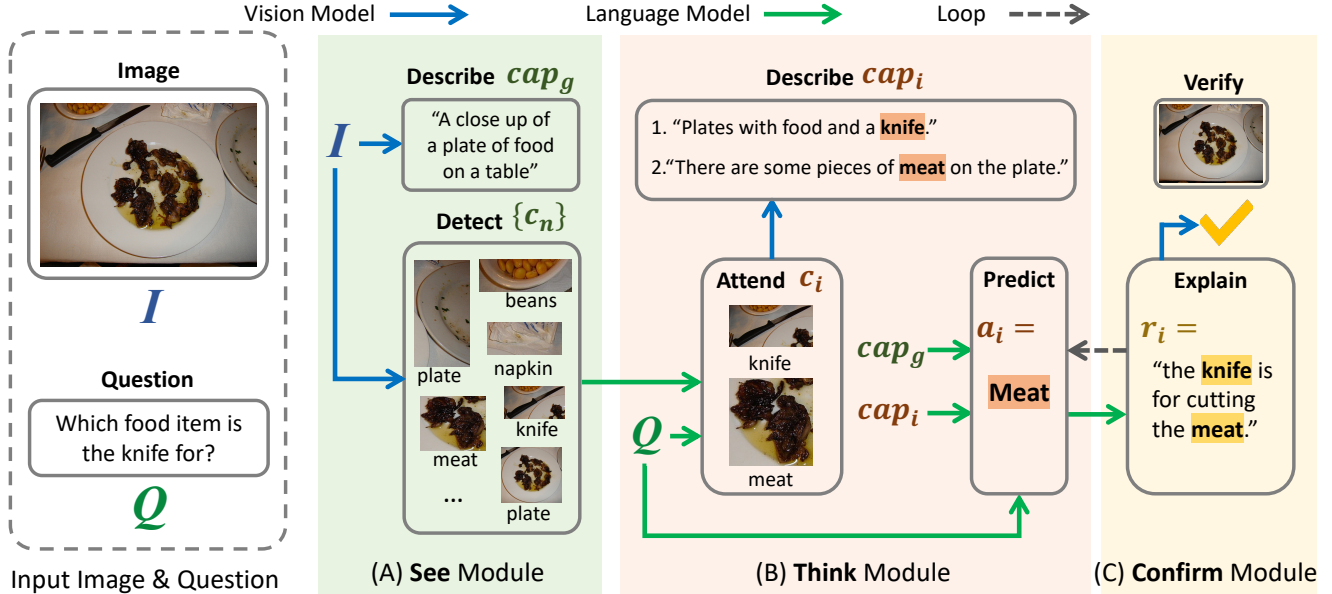 Vision Model
Language Model
Loop
Image
I
Question
Which food item is
the knife for?
Q
Input Image & Question
Describe cap_g
I
“A close up of
a plate of food
on a table”
Detect {c_n}
beans
plate
napkin
knife
meat
...
plate
(A) See Module
Describe cap_i
1. “Plates with food and a knife.”
2.“There are some pieces of meat on the plate.”
Attend c_i
knife
meat
Q
cap_g
cap_i
Predict
a_i =
Meat
(B) Think Module
Verify
Explain
r_i =
“the knife is
for cutting
the meat.”
(C) Confirm Module